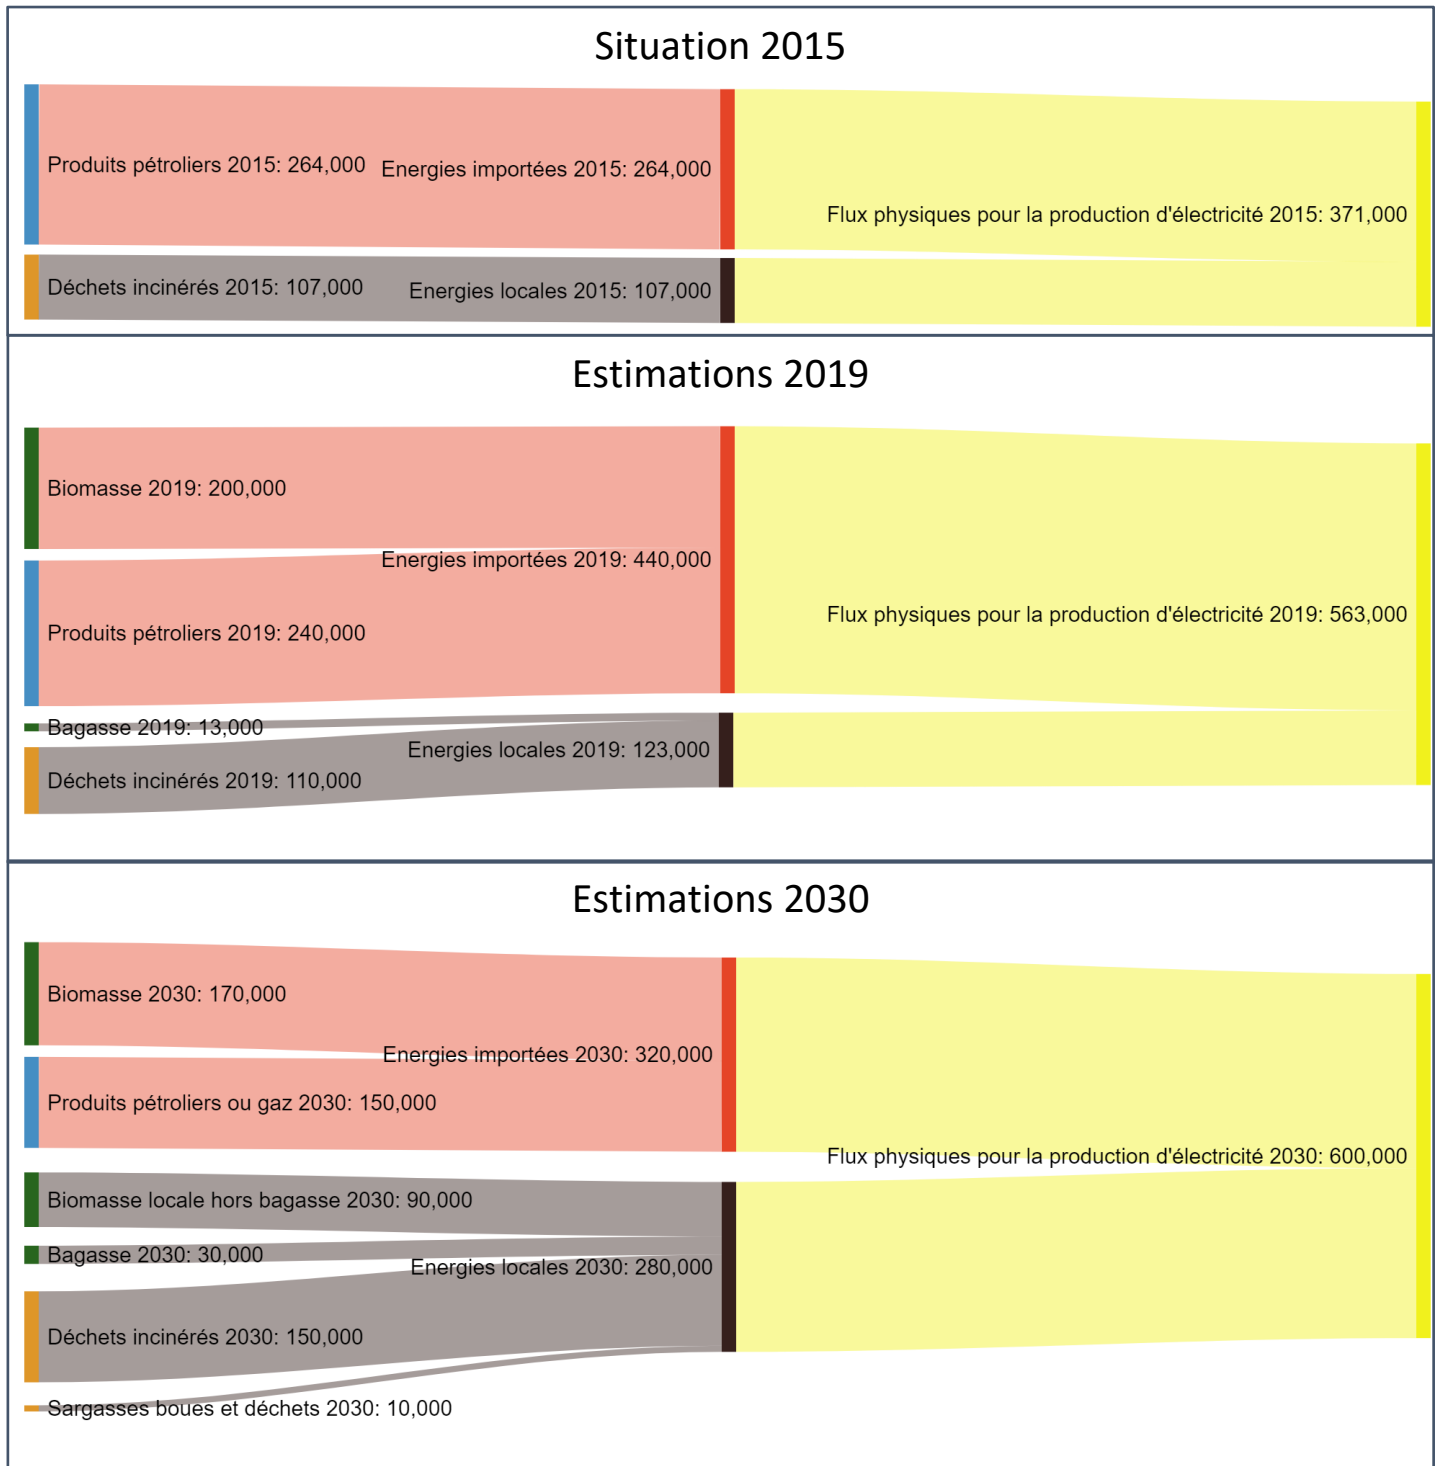 Situation 2015
Produits pétroliers 2015: 264,000
Energies importées 2015: 264,000
Flux physiques pour la production d'électricité 2015: 371,000
Déchets incinérés 2015: 107,000
Energies locales 2015: 107,000
Estimations 2019
Biomasse 2019: 200,000
Energies importées 2019: 440,000
Flux physiques pour la production d'électricité 2019: 563,000
Produits pétroliers 2019: 240,000
Bagasse 2019: 13,000
Energies locales 2019: 123,000
Déchets incinérés 2019: 110,000
Estimations 2030
Biomasse 2030: 170,000
Energies importées 2030: 320,000
Produits pétroliers ou gaz 2030: 150,000
Flux physiques pour la production d'électricité 2030: 600,000
Biomasse locale hors bagasse 2030: 90,000
Bagasse 2030: 30,000
Energies locales 2030: 280,000
Déchets incinérés 2030: 150,000
Sargasses boues et déchets 2030: 10,000